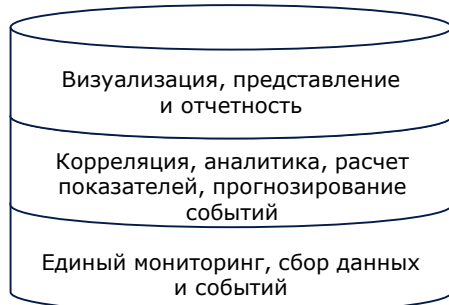 Визуализация, представление
и отчетность
Корреляция, аналитика, расчет
показателей, прогнозирование
событий
Единый мониторинг, сбор данных
и событий